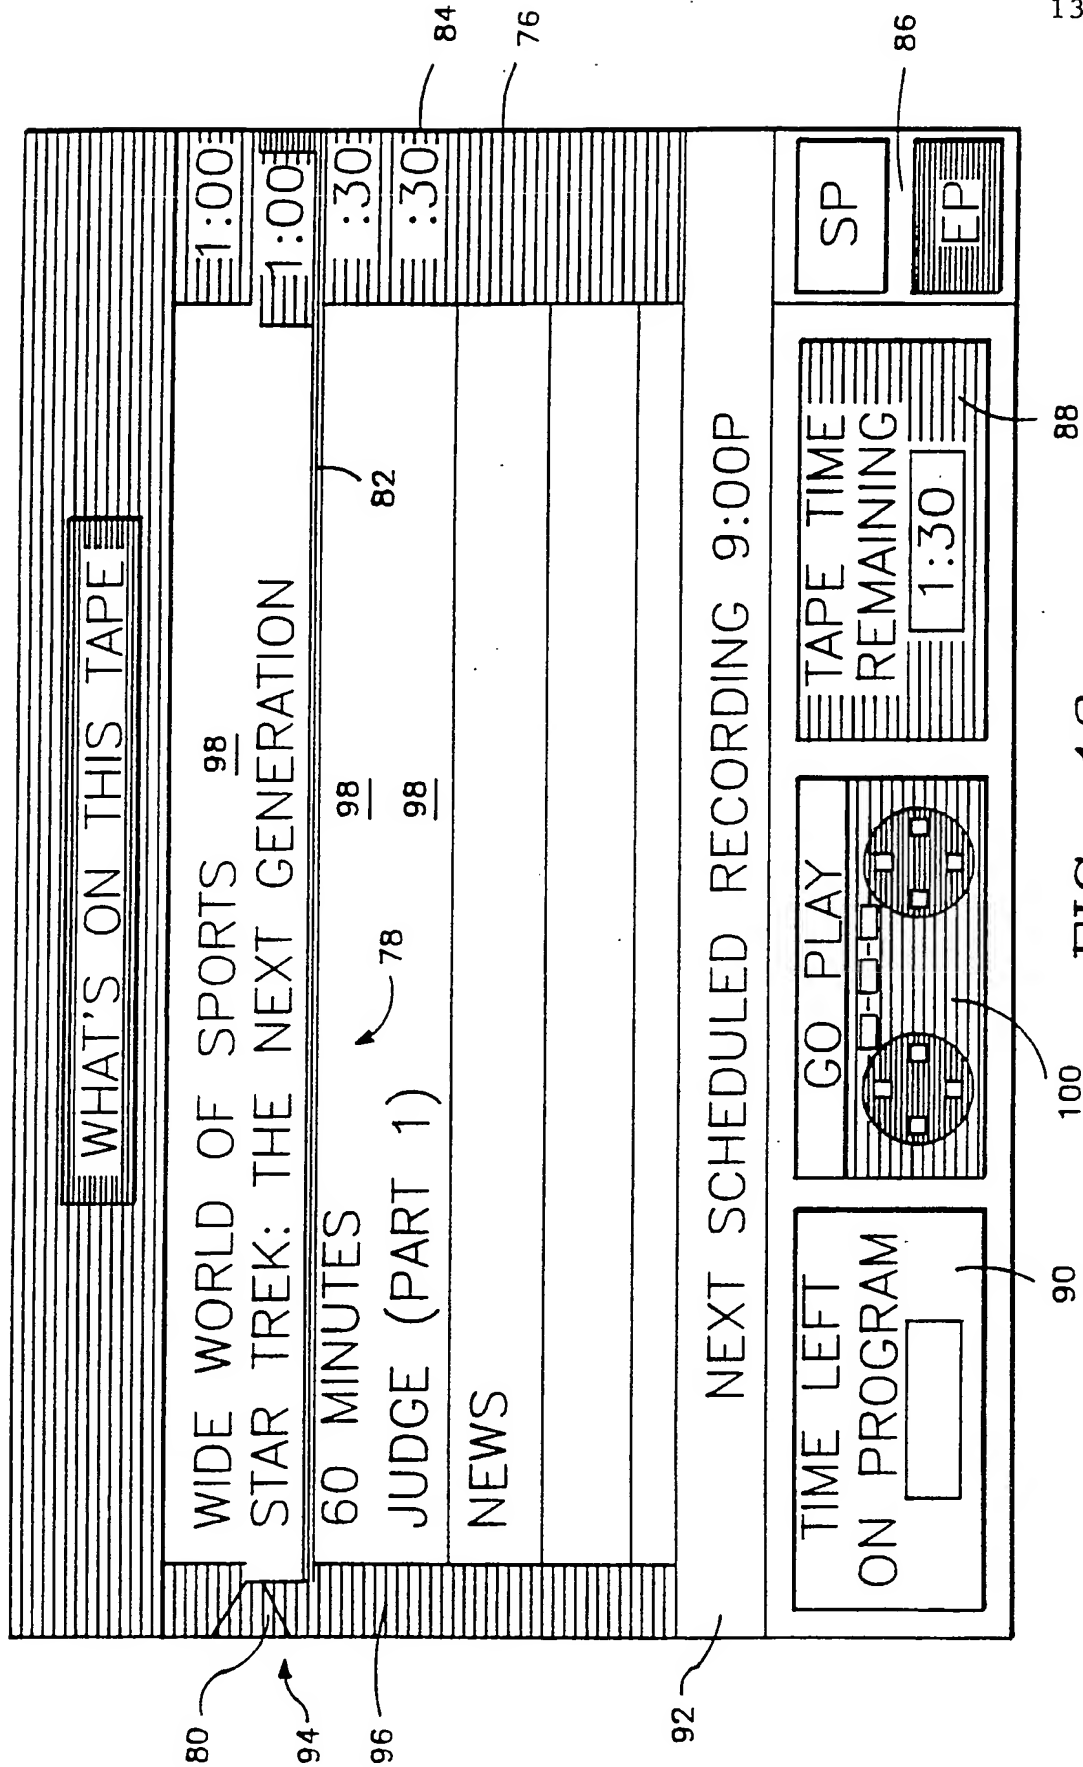 WHAT'S ON THIS TAPE
80
WIDE WORLD OF SPORTS 98 1:00
94
STAR TREK: THE NEXT GENERATION 1:00
82
96
60 MINUTES 98 :30
78
JUDGE (PART 1) 98 :30
84
NEWS
76
92
NEXT SCHEDULED RECORDING 9:00P
TIME LEFT
ON PROGRAM
GO PLAY
TAPE TIME
REMAINING
1:30
SP
EP
86
90
100
88
13